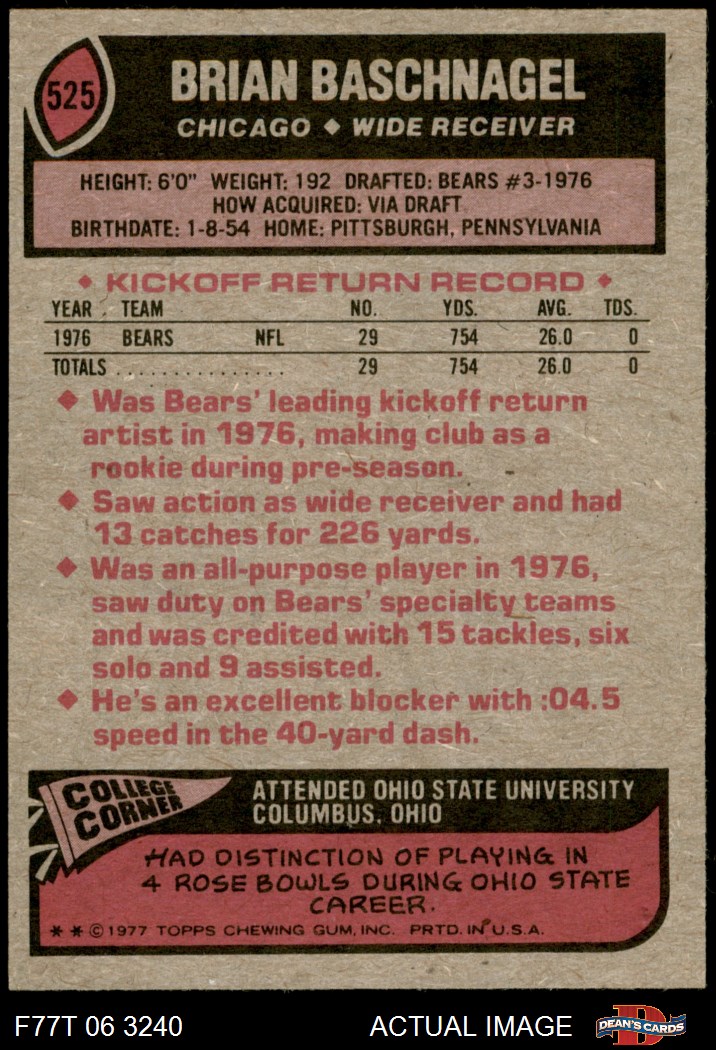 525
BRIAN BASCHNAGEL
CHICAGO ◆ WIDE RECEIVER
HEIGHT: 6'0" WEIGHT: 192 DRAFTED: BEARS #3-1976
HOW ACQUIRED: VIA DRAFT
BIRTHDATE: 1-8-54 HOME: PITTSBURGH, PENNSYLVANIA
◆ KICKOFF RETURN RECORD ◆
YEAR TEAM NO. YDS. AVG. TDS.
1976 BEARS NFL 29 754 26.0 0
TOTALS . . . . . . . . . . . . . . . 29 754 26.0 0
◆ Was Bears' leading kickoff return
artist in 1976, making club as a
rookie during pre-season.
◆ Saw action as wide receiver and had
13 catches for 226 yards.
◆ Was an all-purpose player in 1976,
saw duty on Bears' specialty teams
and was credited with 15 tackles, six
solo and 9 assisted.
◆ He's an excellent blocker with :04.5
speed in the 40-yard dash.
COLLEGE
CORNER
ATTENDED OHIO STATE UNIVERSITY
COLUMBUS, OHIO
HAD DISTINCTION OF PLAYING IN
4 ROSE BOWLS DURING OHIO STATE
CAREER.
* * © 1977 TOPPS CHEWING GUM, INC. PRTD. IN U.S.A.
F77T 06 3240 ACTUAL IMAGE D DEAN'S CARDS